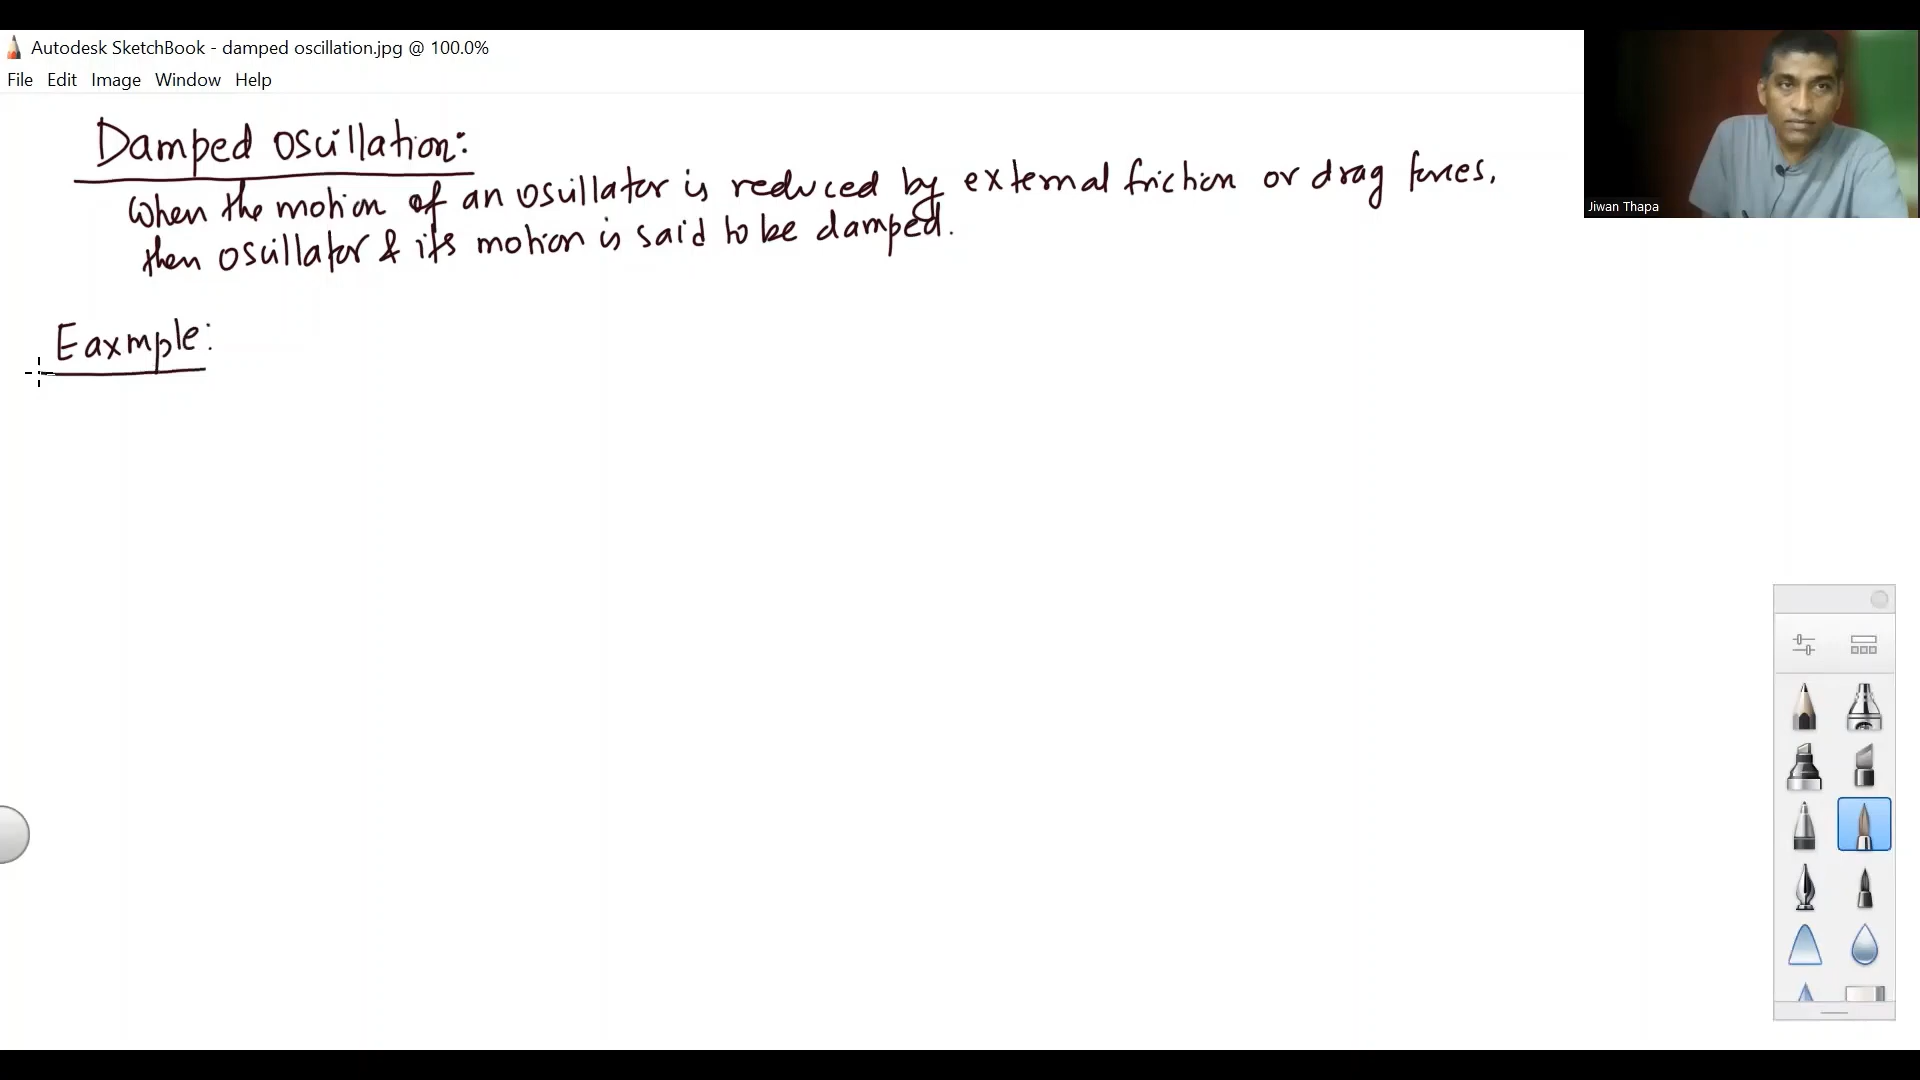 Autodesk SketchBook - damped oscillation.jpg @ 100.0%
File Edit Image Window Help
Damped oscillation:
When the motion of an oscillator is reduced by external friction or drag forces,
then oscillator & its motion is said to be damped.
Eaxmple:
Jiwan Thapa